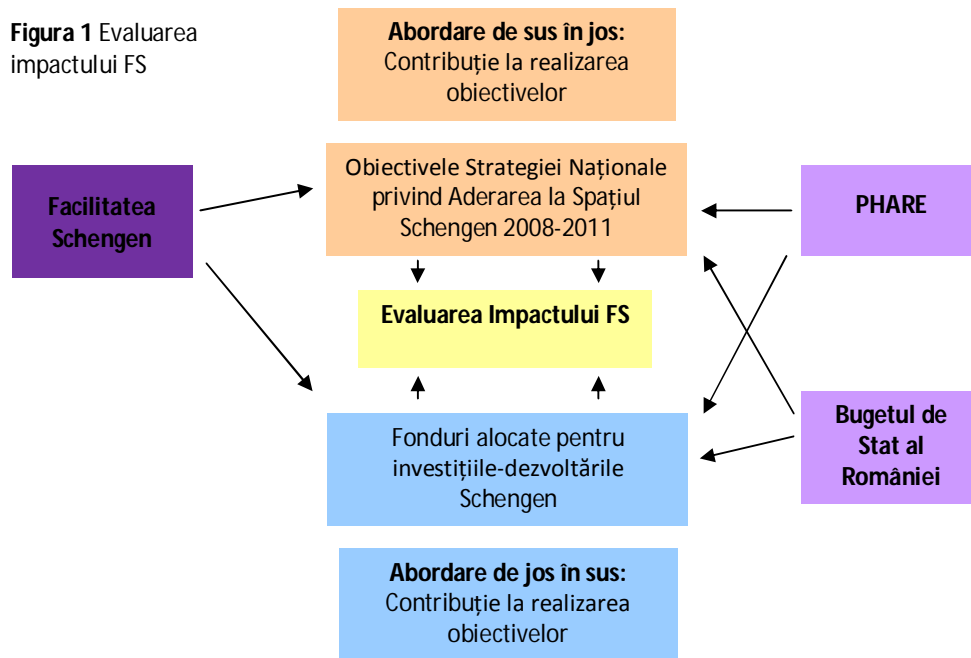 Figura 1 Evaluarea
impactului FS
Abordare de sus în jos:
Contribuție la realizarea
obiectivelor
Facilitatea
Schengen
Obiectivele Strategiei Naționale
privind Aderarea la Spațiul
Schengen 2008-2011
PHARE
Evaluarea Impactului FS
Fonduri alocate pentru
investițiile-dezvoltările
Schengen
Bugetul de
Stat al
României
Abordare de jos în sus:
Contribuție la realizarea
obiectivelor